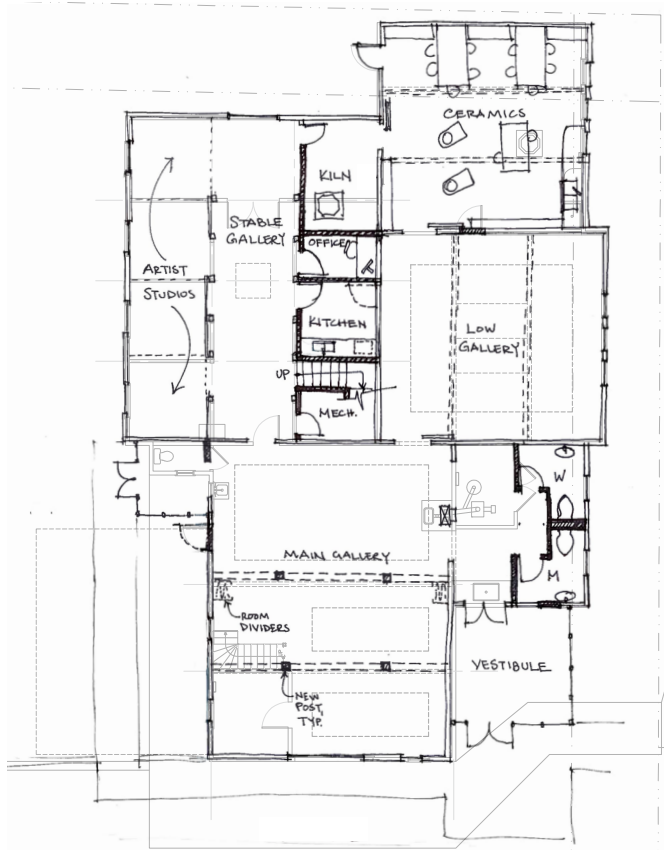 CERAMICS
KILN
STABLE
GALLERY
OFFICE
ARTIST
STUDIOS
KITCHEN
LOW
GALLERY
UP
MECH.
W
MAIN GALLERY
M
ROOM
DIVIDERS
VESTIBULE
NEW
POST,
TYP.